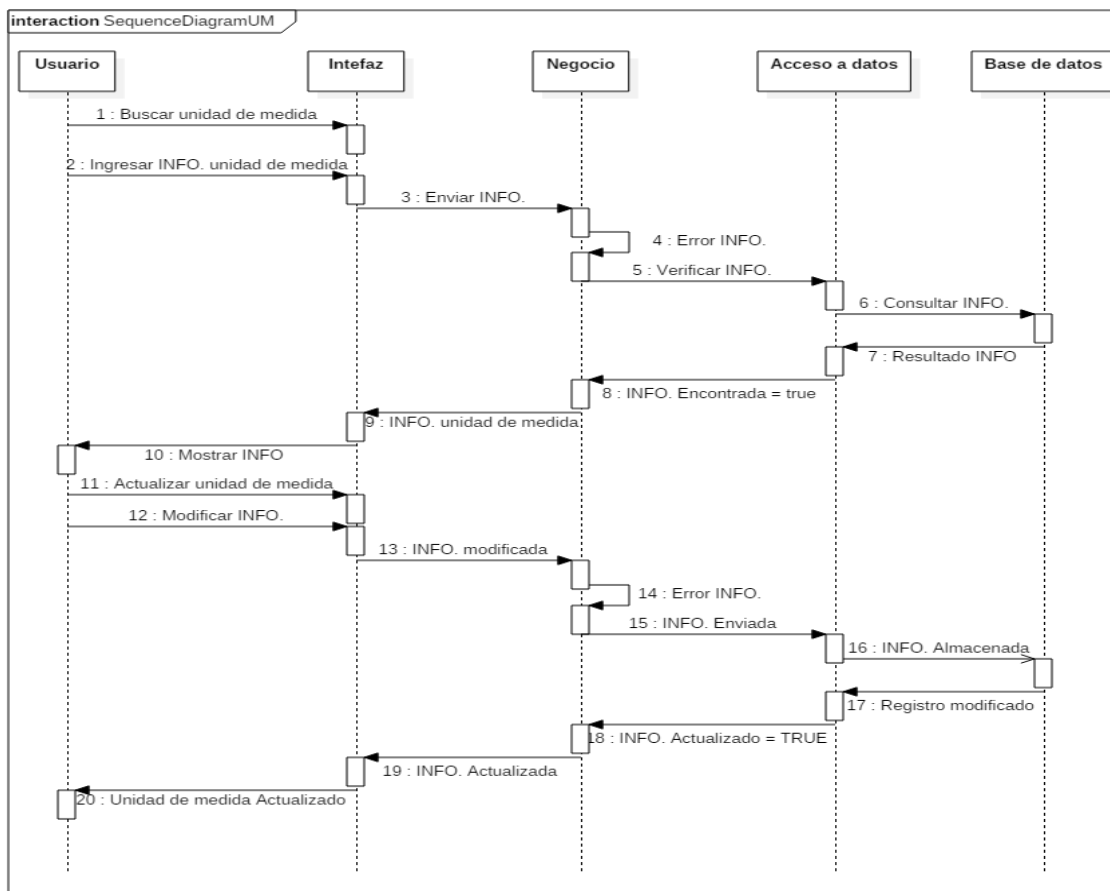 interaction SequenceDiagramUM
Usuario
Intefaz
Negocio
Acceso a datos
Base de datos
1 : Buscar unidad de medida
2 : Ingresar INFO. unidad de medida
3 : Enviar INFO.
4 : Error INFO.
5 : Verificar INFO.
6 : Consultar INFO.
7 : Resultado INFO
8 : INFO. Encontrada = true
9 : INFO. unidad de medida
10 : Mostrar INFO
11 : Actualizar unidad de medida
12 : Modificar INFO.
13 : INFO. modificada
14 : Error INFO.
15 : INFO. Enviada
16 : INFO. Almacenada
17 : Registro modificado
18 : INFO. Actualizado = TRUE
19 : INFO. Actualizada
20 : Unidad de medida Actualizado